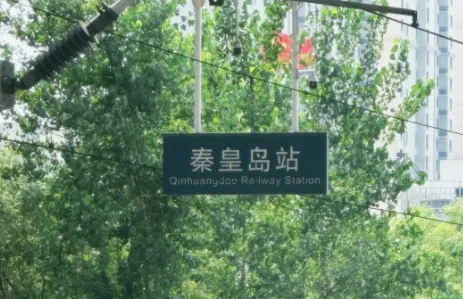 秦皇岛站
Qinhuangdao Railway Station